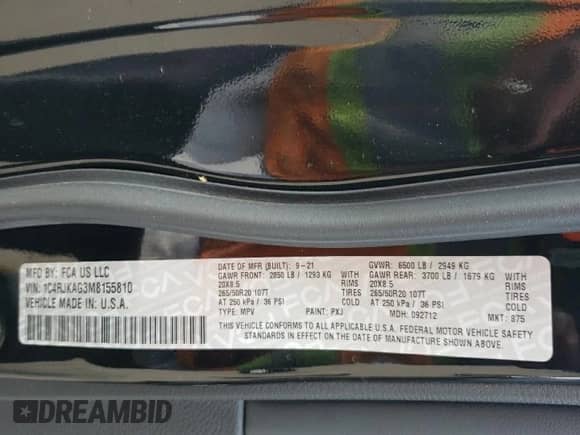 MFD BY: FCA US LLC
VIN: 1C4RJKAG3M8155810
VEHICLE MADE IN: U.S.A.
DATE OF MFR (BUILT): 9-21
GVWR: 6500 LB / 2949 KG
GAWR FRONT: 2850 LB / 1293 KG
GAWR REAR: 3700 LB / 1679 KG
20X8.5 RIMS
20X8.5 RIMS
265/50R20 107T TIRES
265/50R20 107T TIRES
AT 250 kPa / 36 PSI
AT 250 kPa / 36 PSI
TYPE: MPV PAINT: PXJ MDH: 092712 MKT: 875
THIS VEHICLE CONFORMS TO ALL APPLICABLE U.S.A. FEDERAL MOTOR VEHICLE SAFETY
STANDARDS IN EFFECT ON THE DATE OF MANUFACTURE SHOWN ABOVE.
DREAMBID